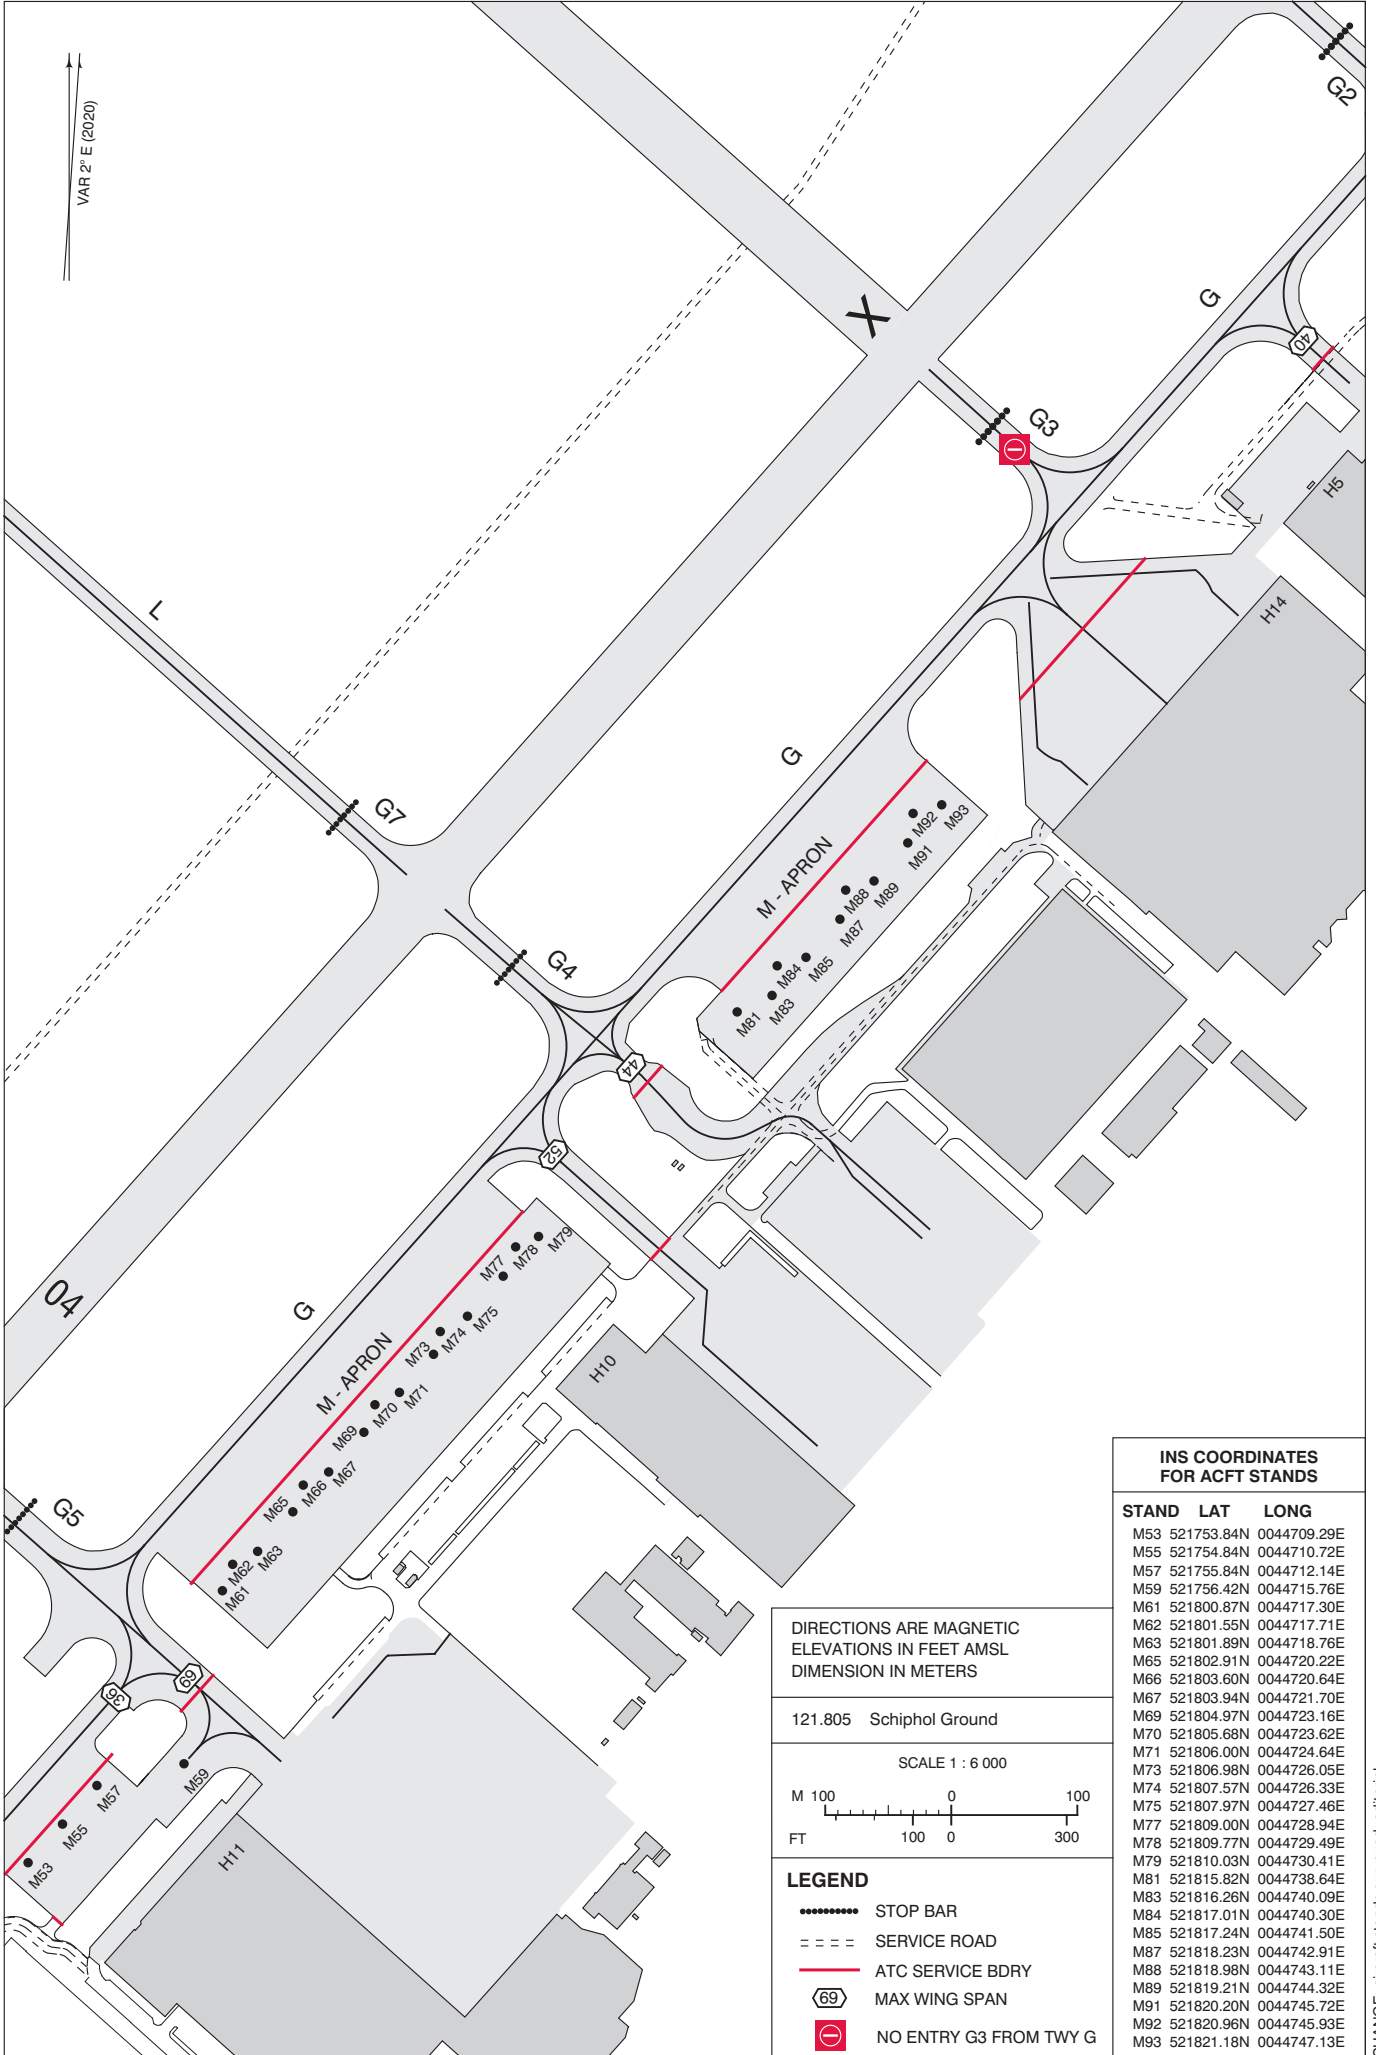 VAR 2° E (2020)
G2
X
G
40
G3
H5
L
H14
G7
G
M - APRON
M92
M93
M91
M88
M89
M87
M84
M85
M83
M81
G4
44
52
04
G
M - APRON
M79
M78
M77
M75
M74
M73
M71
M70
M69
M67
M66
M65
M63
M62
M61
H10
G5
69
36
M59
M57
M55
M53
H11
INS COORDINATES
FOR ACFT STANDS
STAND LAT LONG
M53 521753.84N 0044709.29E
M55 521754.84N 0044710.72E
M57 521755.84N 0044712.14E
M59 521756.42N 0044715.76E
M61 521800.87N 0044717.30E
M62 521801.55N 0044717.71E
M63 521801.89N 0044718.76E
M65 521802.91N 0044720.22E
M66 521803.60N 0044720.64E
M67 521803.94N 0044721.70E
M69 521804.97N 0044723.16E
M70 521805.68N 0044723.62E
M71 521806.00N 0044724.64E
M73 521806.98N 0044726.05E
M74 521807.57N 0044726.33E
M75 521807.97N 0044727.46E
M77 521809.00N 0044728.94E
M78 521809.77N 0044729.49E
M79 521810.03N 0044730.41E
M81 521815.82N 0044738.64E
M83 521816.26N 0044740.09E
M84 521817.01N 0044740.30E
M85 521817.24N 0044741.50E
M87 521818.23N 0044742.91E
M88 521818.98N 0044743.11E
M89 521819.21N 0044744.32E
M91 521820.20N 0044745.72E
M92 521820.96N 0044745.93E
M93 521821.18N 0044747.13E
DIRECTIONS ARE MAGNETIC
ELEVATIONS IN FEET AMSL
DIMENSION IN METERS
121.805 Schiphol Ground
SCALE 1 : 6 000
M 100 0 100
FT 100 0 300
LEGEND
STOP BAR
SERVICE ROAD
ATC SERVICE BDRY
69 MAX WING SPAN
NO ENTRY G3 FROM TWY G